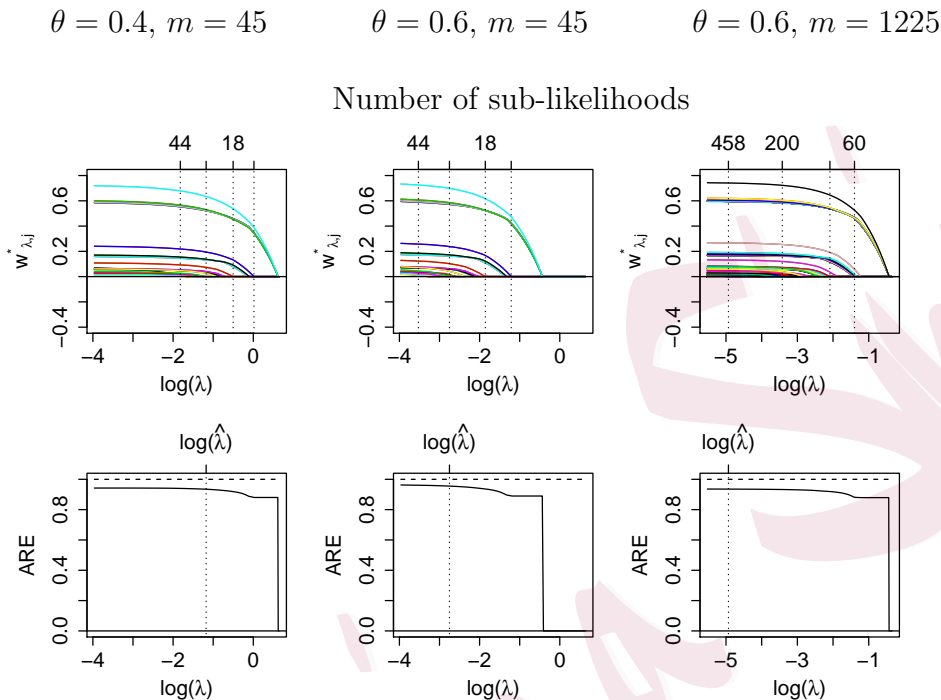 θ = 0.4, m = 45 θ = 0.6, m = 45 θ = 0.6, m = 1225
Number of sub-likelihoods
44 18 44 18 458 200 60
w*λ,j −0.4 0.2 0.6
w*λ,j −0.4 0.2 0.6
w*λ,j −0.4 0.2 0.6
−4 −2 0 −4 −2 0 −5 −3 −1
log(λ) log(λ) log(λ)
log(λ̂) log(λ̂) log(λ̂)
ARE 0.0 0.4 0.8
ARE 0.0 0.4 0.8
ARE 0.0 0.4 0.8
−4 −2 0 −4 −2 0 −5 −3 −1
log(λ) log(λ) log(λ)